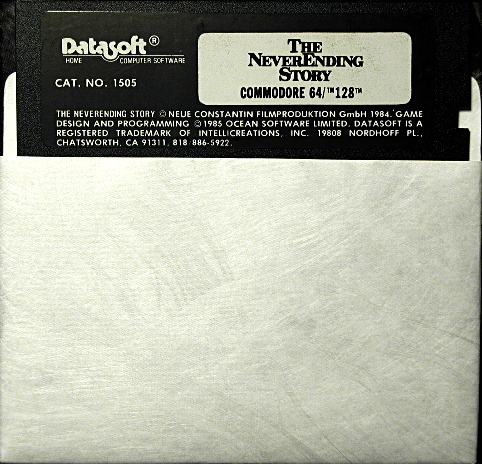 Datasoft®
HOME COMPUTER SOFTWARE
CAT. NO. 1505
THE
NEVERENDING
STORY
COMMODORE 64/™128™
THE NEVERENDING STORY © NEUE CONSTANTIN FILMPRODUKTION GmbH 1984. GAME
DESIGN AND PROGRAMMING © 1985 OCEAN SOFTWARE LIMITED. DATASOFT IS A
REGISTERED TRADEMARK OF INTELLICREATIONS, INC. 19808 NORDHOFF PL.,
CHATSWORTH, CA 91311, 818/886-5922.